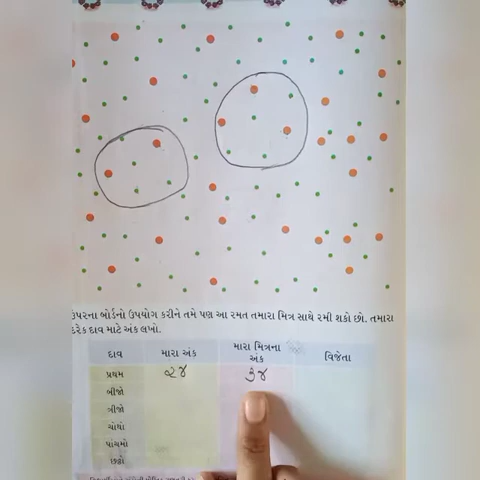 ઉપરના બોર્ડનો ઉપયોગ કરીને તમે પણ આ રમત તમારા મિત્ર સાથે રમી શકો છો. તમારા
દરેક દાવ માટે અંક લખો.
દાવ મારા અંક મારા મિત્રના અંક વિજેતા
પ્રથમ ૨૪ ૩૪
બીજો
ત્રીજો
ચોથો
પાંચમો
છઠ્ઠો